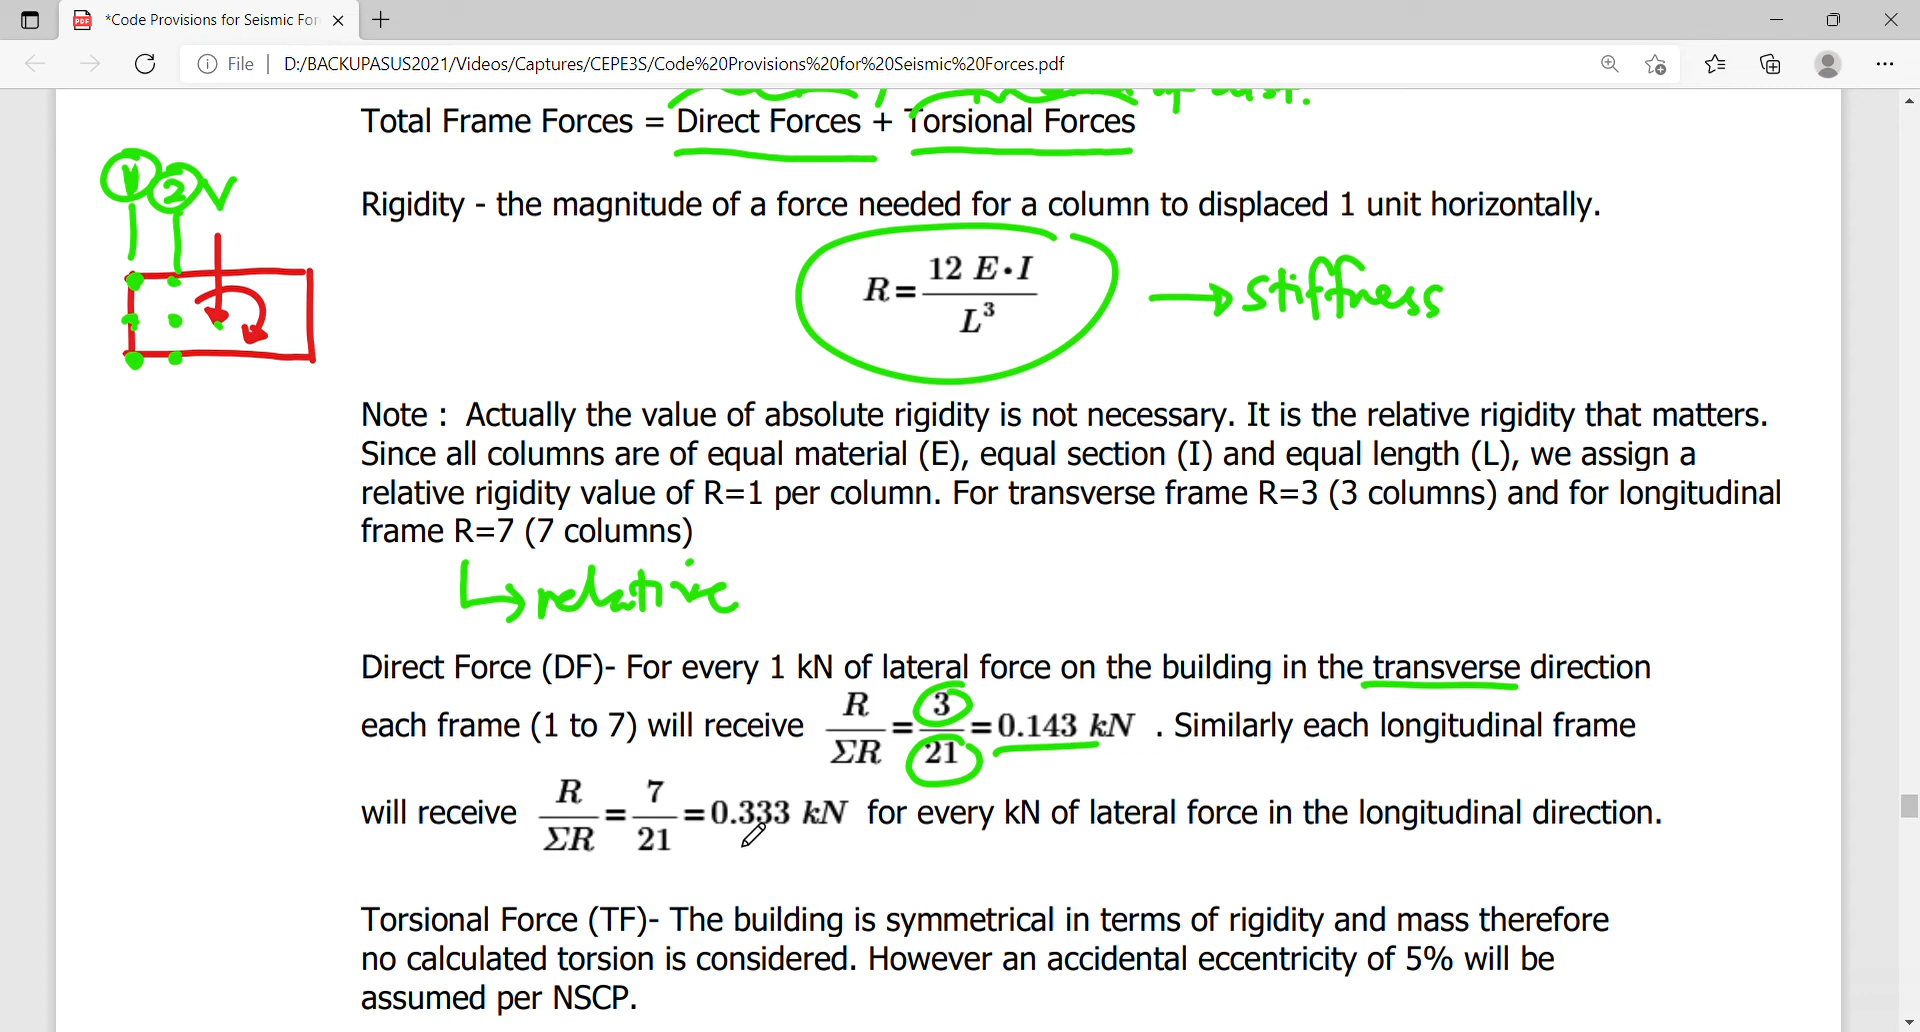 *Code Provisions for Seismic For
File
D:/BACKUPASUS2021/Videos/Captures/CEPE3S/Code%20Provisions%20for%20Seismic%20Forces.pdf
Total Frame Forces = Direct Forces + Torsional Forces
1 2 V
Rigidity - the magnitude of a force needed for a column to displaced 1 unit horizontally.
R = 12 E·I / L³
→ stiffness
Note : Actually the value of absolute rigidity is not necessary. It is the relative rigidity that matters.
Since all columns are of equal material (E), equal section (I) and equal length (L), we assign a
relative rigidity value of R=1 per column. For transverse frame R=3 (3 columns) and for longitudinal
frame R=7 (7 columns)
relative
Direct Force (DF)- For every 1 kN of lateral force on the building in the transverse direction
each frame (1 to 7) will receive R/ΣR = 3/21 = 0.143 kN . Similarly each longitudinal frame
will receive R/ΣR = 7/21 = 0.333 kN for every kN of lateral force in the longitudinal direction.
Torsional Force (TF)- The building is symmetrical in terms of rigidity and mass therefore
no calculated torsion is considered. However an accidental eccentricity of 5% will be
assumed per NSCP.